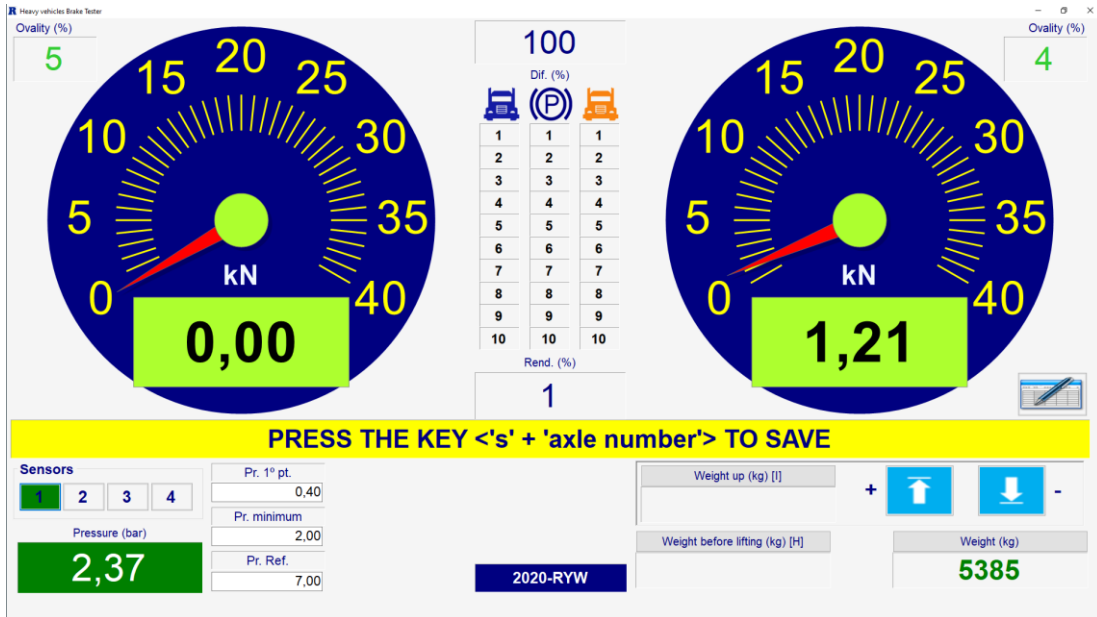 R Heavy vehicles Brake Tester
Ovality (%)
5
0
5
10
15
20
25
30
35
40
kN
0,00
100
Dif. (%)
(P)
1 1 1
2 2 2
3 3 3
4 4 4
5 5 5
6 6 6
7 7 7
8 8 8
9 9 9
10 10 10
Rend. (%)
1
Ovality (%)
4
0
5
10
15
20
25
30
35
40
kN
1,21
PRESS THE KEY <'s' + 'axle number'> TO SAVE
Sensors
1 2 3 4
Pressure (bar)
2,37
Pr. 1º pt.
0,40
Pr. minimum
2,00
Pr. Ref.
7,00
2020-RYW
Weight up (kg) [I]
+ -
Weight before lifting (kg) [H]
Weight (kg)
5385